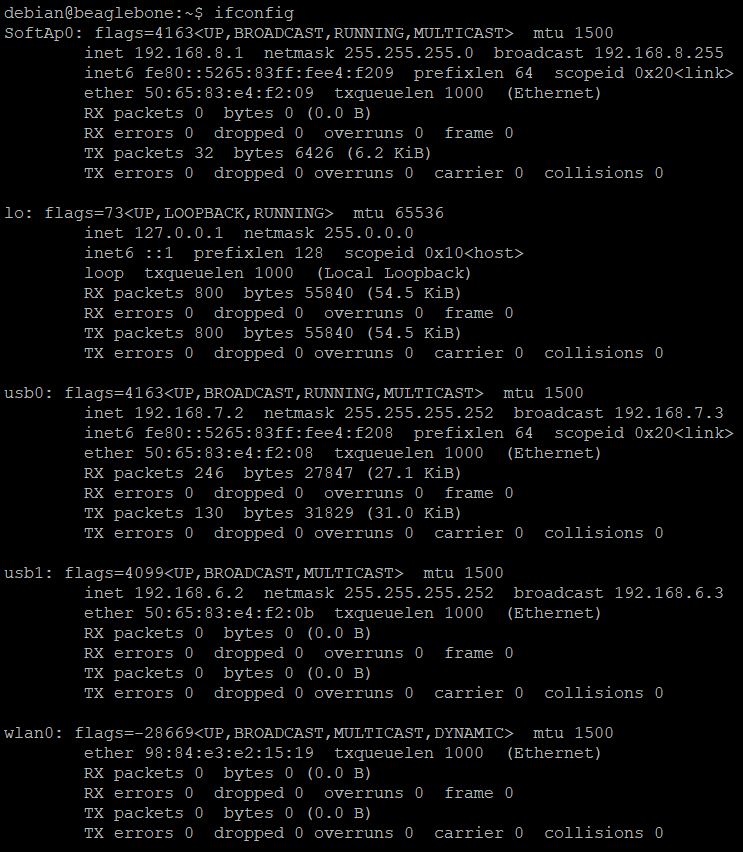 debian@beaglebone:~$ ifconfig
SoftAp0: flags=4163<UP,BROADCAST,RUNNING,MULTICAST>  mtu 1500
        inet 192.168.8.1  netmask 255.255.255.0  broadcast 192.168.8.255
        inet6 fe80::5265:83ff:fee4:f209  prefixlen 64  scopeid 0x20<link>
        ether 50:65:83:e4:f2:09  txqueuelen 1000  (Ethernet)
        RX packets 0  bytes 0 (0.0 B)
        RX errors 0  dropped 0  overruns 0  frame 0
        TX packets 32  bytes 6426 (6.2 KiB)
        TX errors 0  dropped 0 overruns 0  carrier 0  collisions 0

lo: flags=73<UP,LOOPBACK,RUNNING>  mtu 65536
        inet 127.0.0.1  netmask 255.0.0.0
        inet6 ::1  prefixlen 128  scopeid 0x10<host>
        loop  txqueuelen 1000  (Local Loopback)
        RX packets 800  bytes 55840 (54.5 KiB)
        RX errors 0  dropped 0  overruns 0  frame 0
        TX packets 800  bytes 55840 (54.5 KiB)
        TX errors 0  dropped 0 overruns 0  carrier 0  collisions 0

usb0: flags=4163<UP,BROADCAST,RUNNING,MULTICAST>  mtu 1500
        inet 192.168.7.2  netmask 255.255.255.252  broadcast 192.168.7.3
        inet6 fe80::5265:83ff:fee4:f208  prefixlen 64  scopeid 0x20<link>
        ether 50:65:83:e4:f2:08  txqueuelen 1000  (Ethernet)
        RX packets 246  bytes 27847 (27.1 KiB)
        RX errors 0  dropped 0  overruns 0  frame 0
        TX packets 130  bytes 31829 (31.0 KiB)
        TX errors 0  dropped 0 overruns 0  carrier 0  collisions 0

usb1: flags=4099<UP,BROADCAST,MULTICAST>  mtu 1500
        inet 192.168.6.2  netmask 255.255.255.252  broadcast 192.168.6.3
        ether 50:65:83:e4:f2:0b  txqueuelen 1000  (Ethernet)
        RX packets 0  bytes 0 (0.0 B)
        RX errors 0  dropped 0  overruns 0  frame 0
        TX packets 0  bytes 0 (0.0 B)
        TX errors 0  dropped 0 overruns 0  carrier 0  collisions 0

wlan0: flags=-28669<UP,BROADCAST,MULTICAST,DYNAMIC>  mtu 1500
        ether 98:84:e3:e2:15:19  txqueuelen 1000  (Ethernet)
        RX packets 0  bytes 0 (0.0 B)
        RX errors 0  dropped 0  overruns 0  frame 0
        TX packets 0  bytes 0 (0.0 B)
        TX errors 0  dropped 0 overruns 0  carrier 0  collisions 0